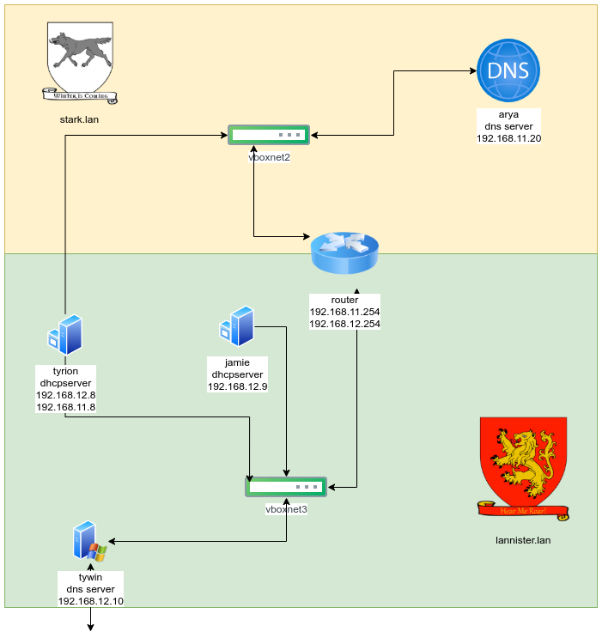 WINTER IS COMING
stark.lan
DNS
arya
dns server
192.168.11.20
vboxnet2
router
192.168.11.254
192.168.12.254
tyrion
dhcpserver
192.168.12.8
192.168.11.8
jamie
dhcpserver
192.168.12.9
Hear Me Roar!
lannister.lan
vboxnet3
tywin
dns server
192.168.12.10